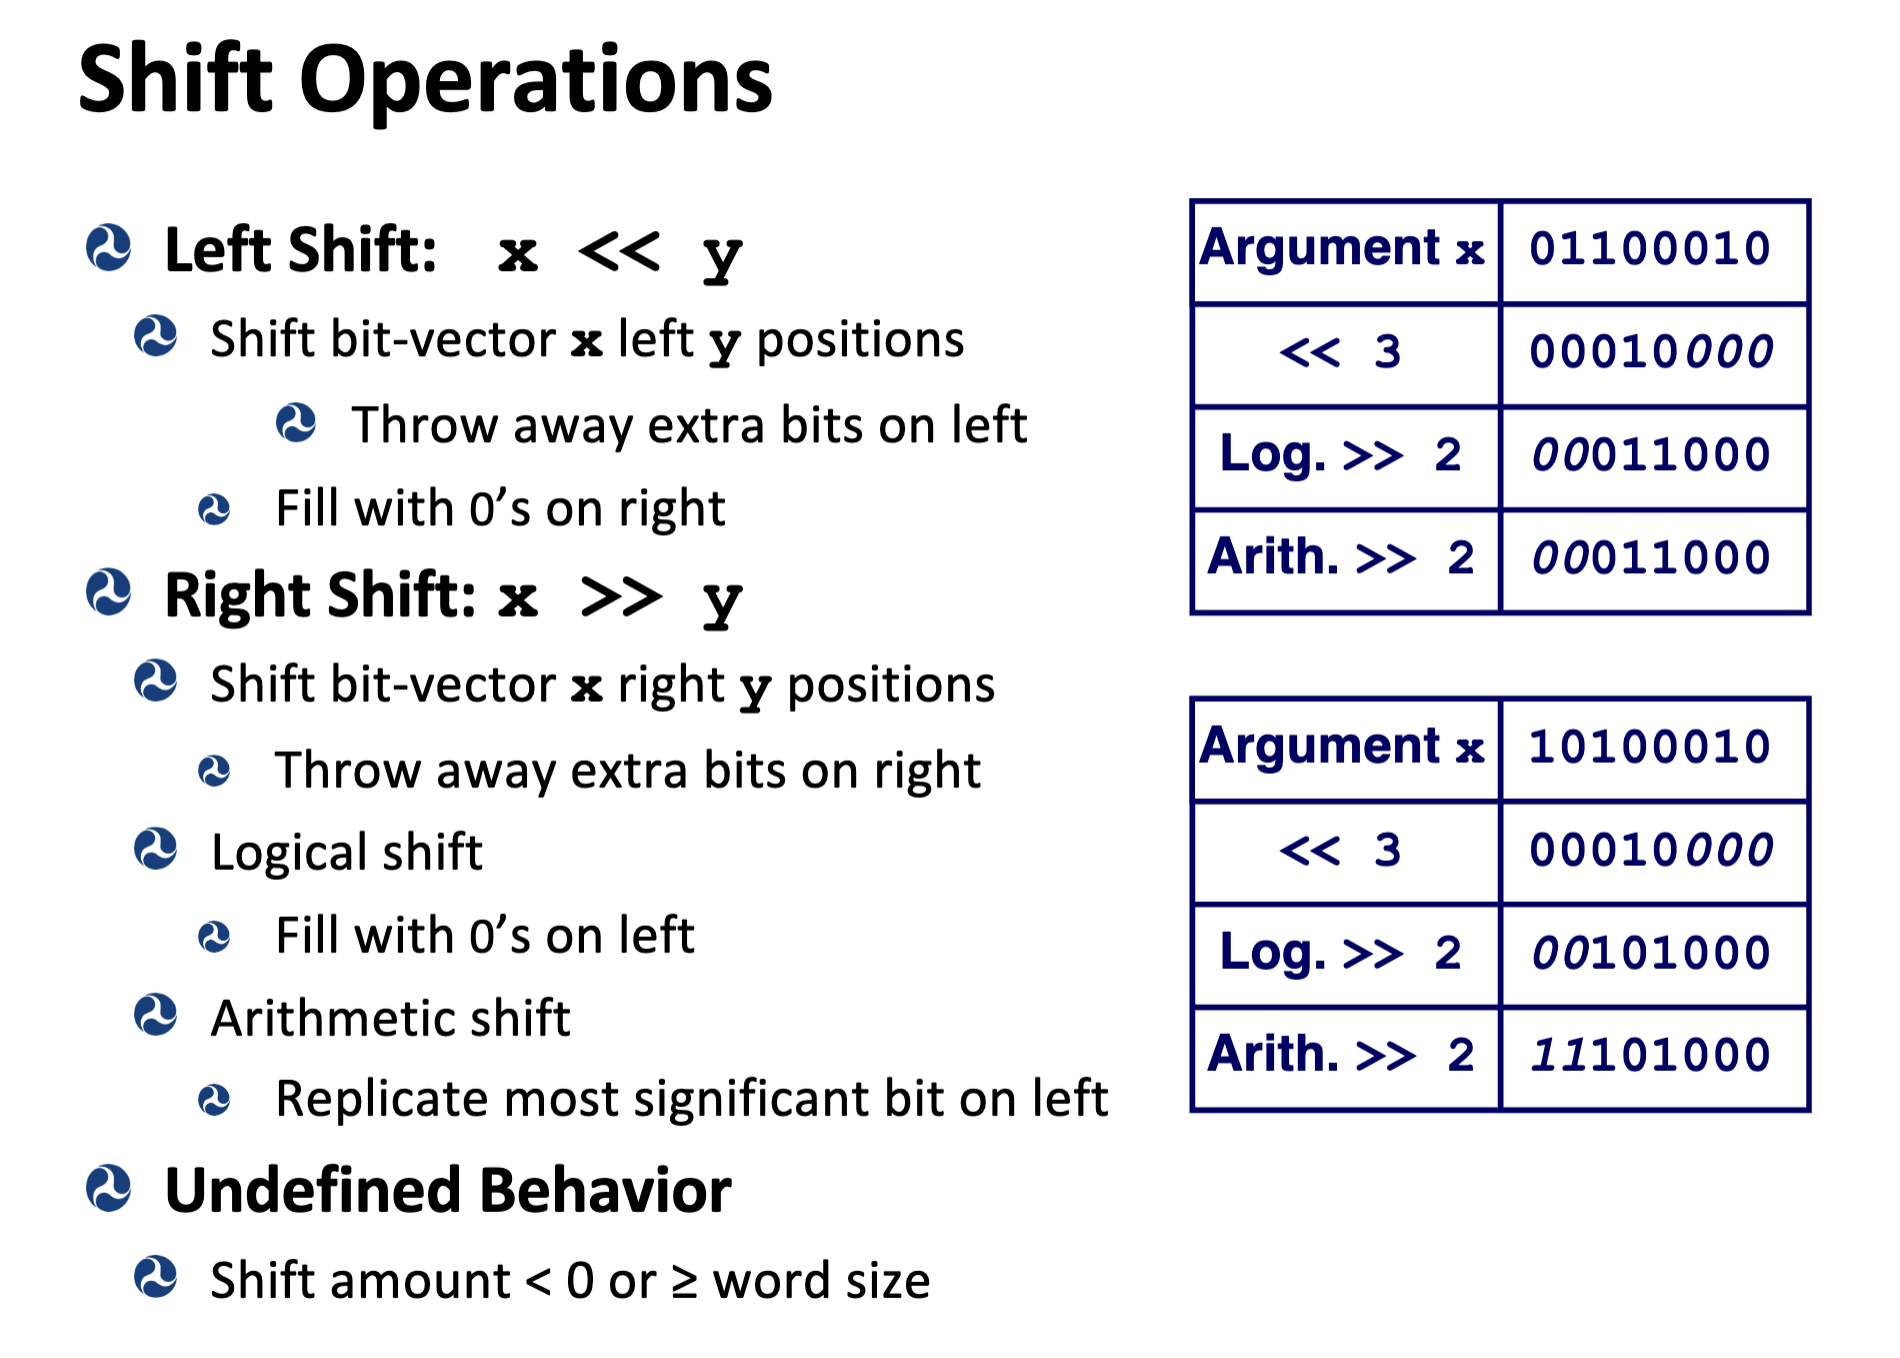 Shift Operations
Left Shift: x << y
Shift bit-vector x left y positions
Throw away extra bits on left
Fill with 0’s on right
Right Shift: x >> y
Shift bit-vector x right y positions
Throw away extra bits on right
Logical shift
Fill with 0’s on left
Arithmetic shift
Replicate most significant bit on left
Undefined Behavior
Shift amount < 0 or ≥ word size
Argument x 01100010
<< 3 00010000
Log. >> 2 00011000
Arith. >> 2 00011000
Argument x 10100010
<< 3 00010000
Log. >> 2 00101000
Arith. >> 2 11101000